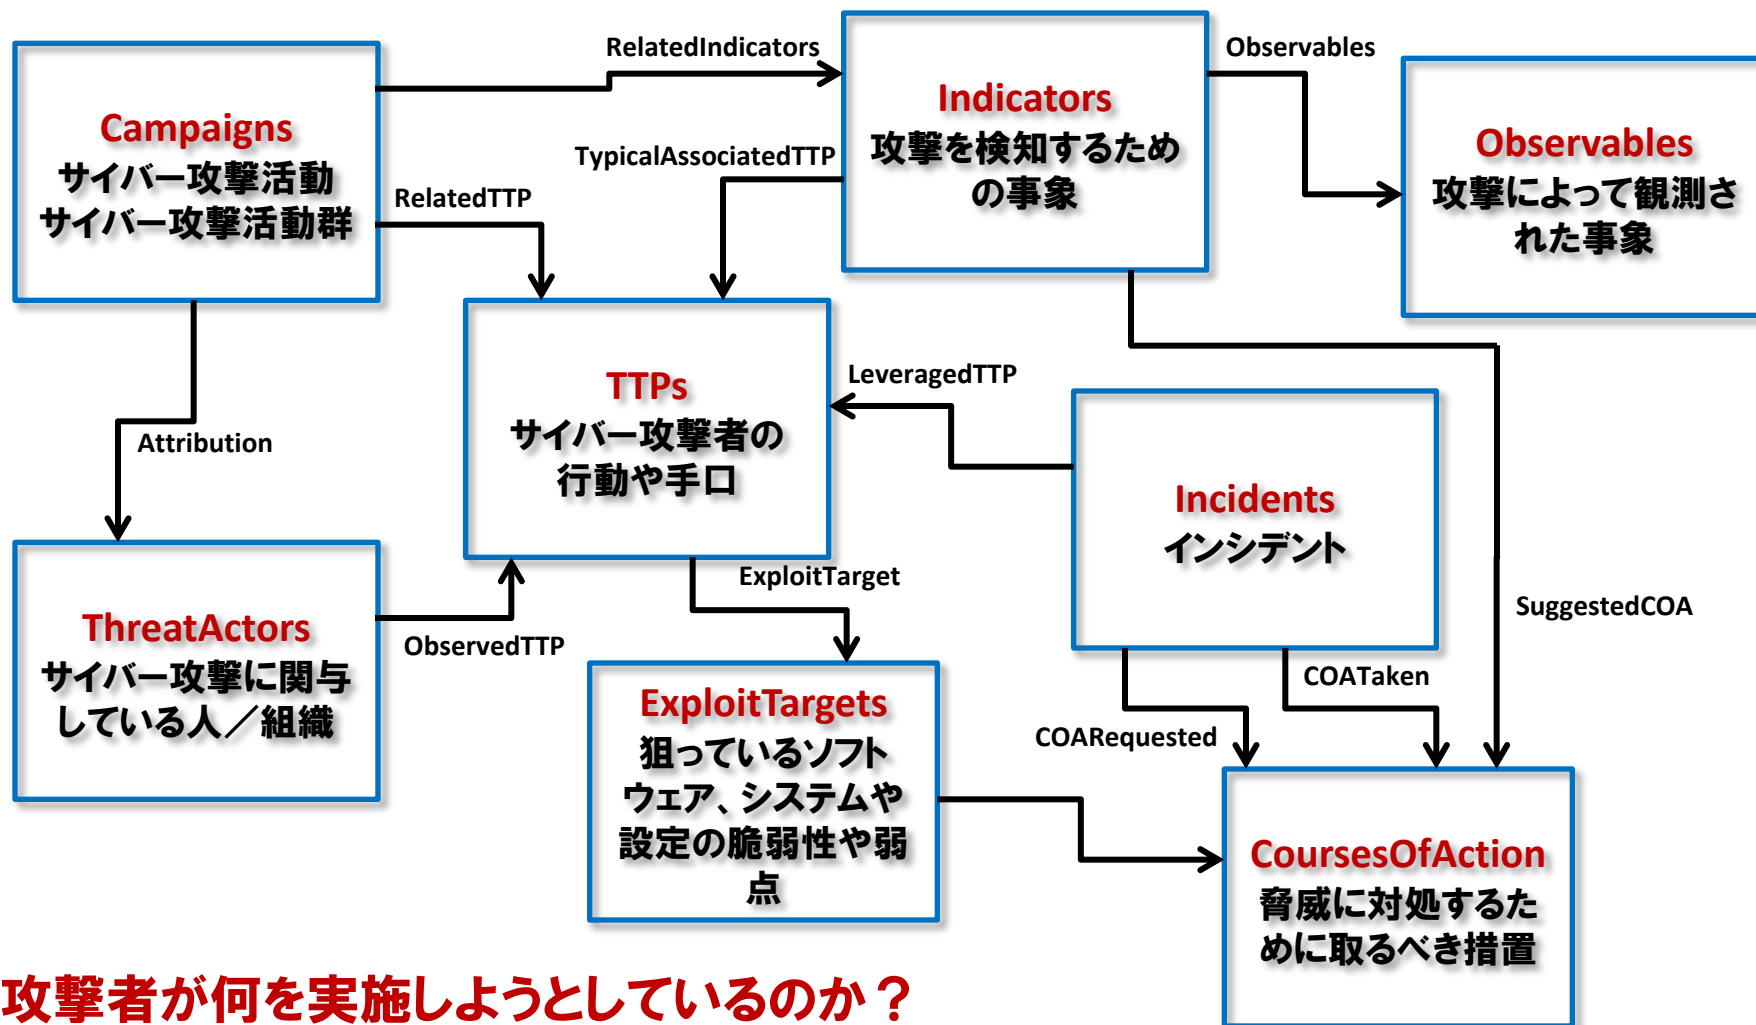 RelatedIndicators
Observables
Campaigns
サイバー攻撃活動
サイバー攻撃活動群
Indicators
攻撃を検知するため
の事象
Observables
攻撃によって観測さ
れた事象
TypicalAssociatedTTP
RelatedTTP
TTPs
サイバー攻撃者の
行動や手口
LeveragedTTP
Attribution
Incidents
インシデント
ExploitTarget
SuggestedCOA
ThreatActors
サイバー攻撃に関与
している人／組織
ObservedTTP
COATaken
COARequested
ExploitTargets
狙っているソフト
ウェア、システムや
設定の脆弱性や弱
点
CoursesOfAction
脅威に対処するた
めに取るべき措置
攻撃者が何を実施しようとしているのか？